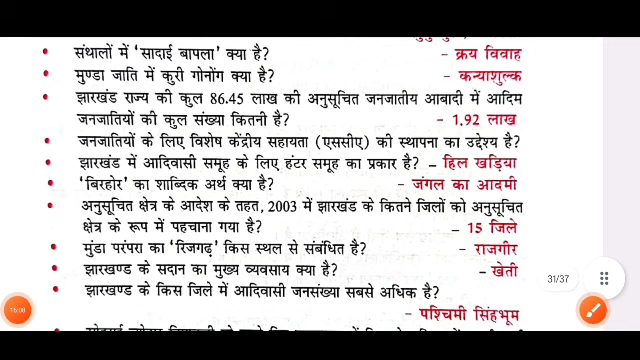 संथालों में 'सादाई बापला' क्या है? - क्रय विवाह
मुण्डा जाति में कुरी गोनोंग क्या है? - कन्याशुल्क
झारखंड राज्य की कुल 86.45 लाख की अनुसूचित जनजातीय आबादी में आदिम
जनजातियों की कुल संख्या कितनी है? - 1.92 लाख
जनजातियों के लिए विशेष केंद्रीय सहायता (एससीए) की स्थापना का उद्देश्य है?
झारखंड में आदिवासी समूह के लिए हंटर समूह का प्रकार है? - हिल खड़िया
'बिरहोर' का शाब्दिक अर्थ क्या है? - जंगल का आदमी
अनुसूचित क्षेत्र के आदेश के तहत, 2003 में झारखंड के कितने जिलों को अनुसूचित
क्षेत्र के रूप में पहचाना गया है? - 15 जिले
मुंडा परंपरा का 'रिजगढ़' किस स्थल से संबंधित है? - राजगीर
झारखण्ड के सदान का मुख्य व्यवसाय क्या है? - खेती
31/37
झारखण्ड के किस जिले में आदिवासी जनसंख्या सबसे अधिक है?
- पश्चिमी सिंहभूम